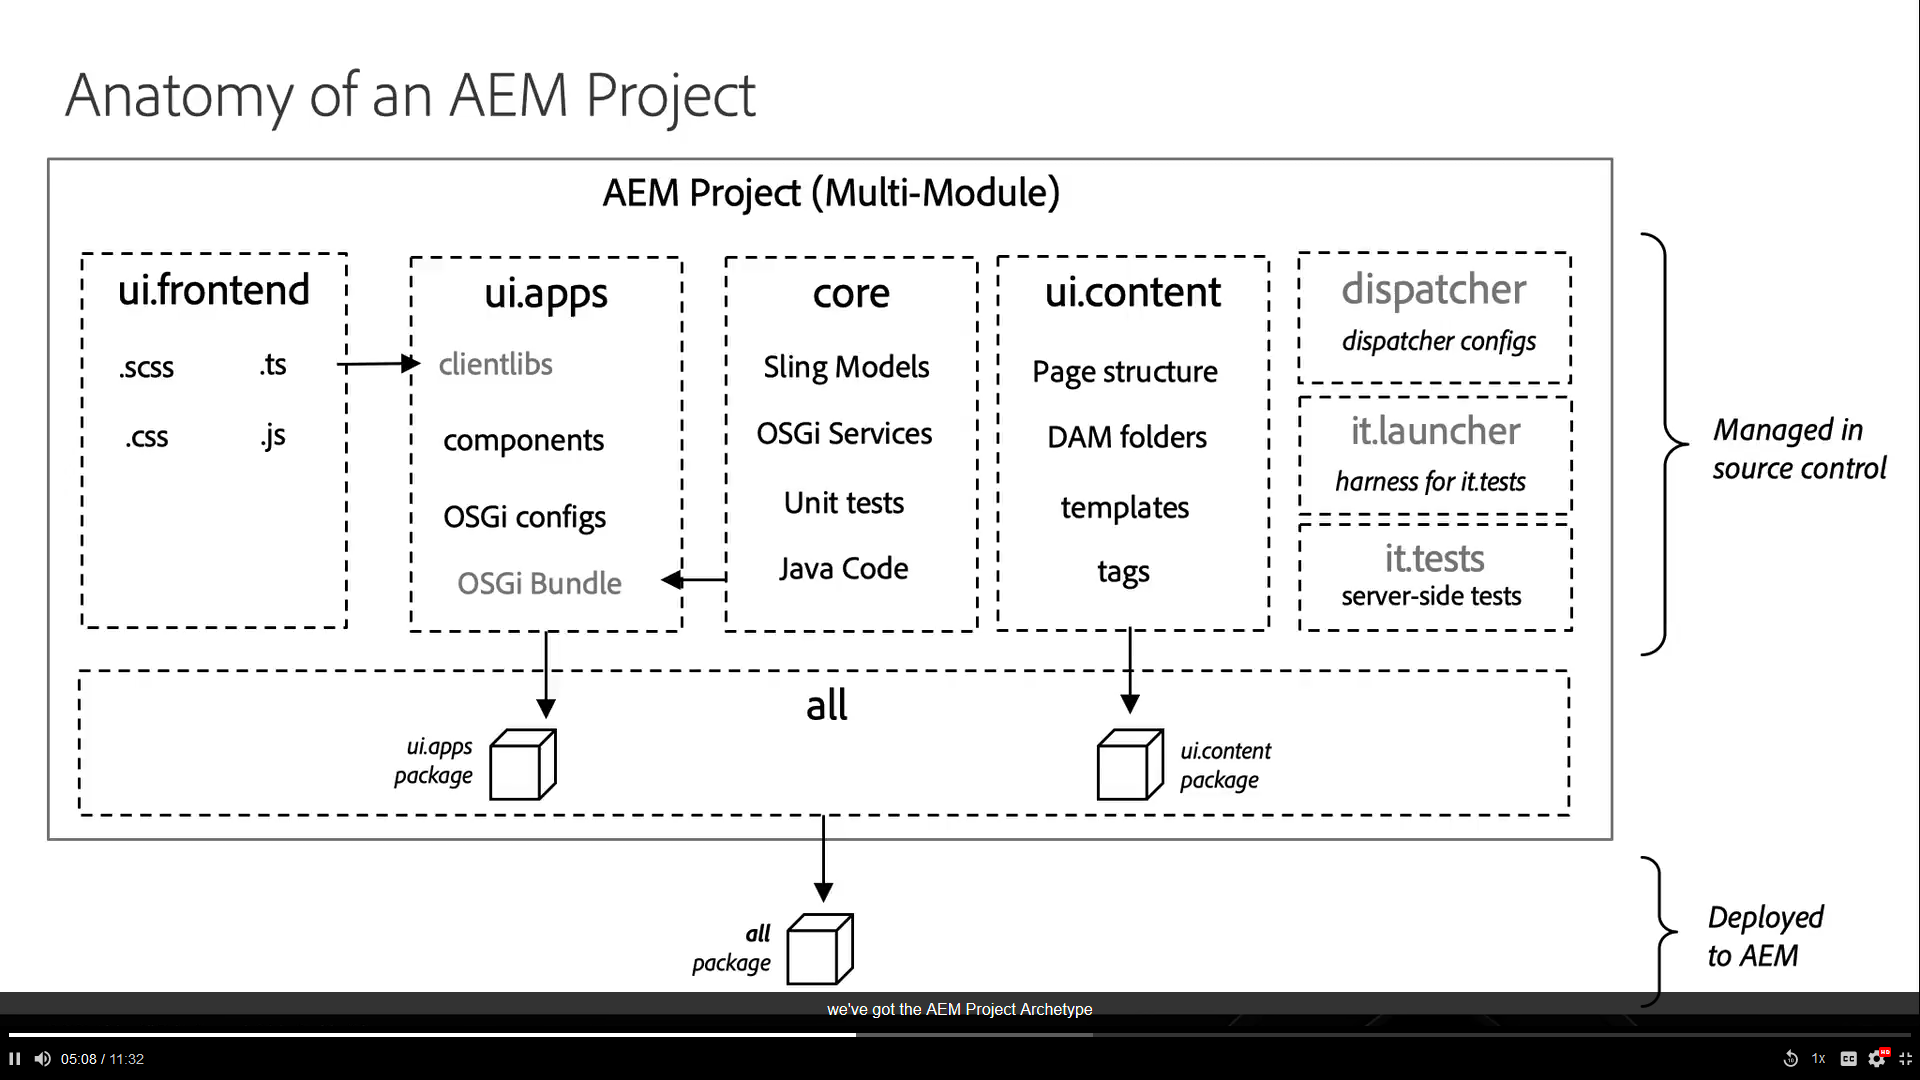 Anatomy of an AEM Project
AEM Project (Multi-Module)
ui.frontend
.scss .ts
.css .js
ui.apps
clientlibs
components
OSGi configs
OSGi Bundle
core
Sling Models
OSGi Services
Unit tests
Java Code
ui.content
Page structure
DAM folders
templates
tags
dispatcher
dispatcher configs
it.launcher
harness for it.tests
it.tests
server-side tests
Managed in
source control
all
ui.apps
package
ui.content
package
all
package
Deployed
to AEM
we've got the AEM Project Archetype
05:08 / 11:32
1x
CC
HD